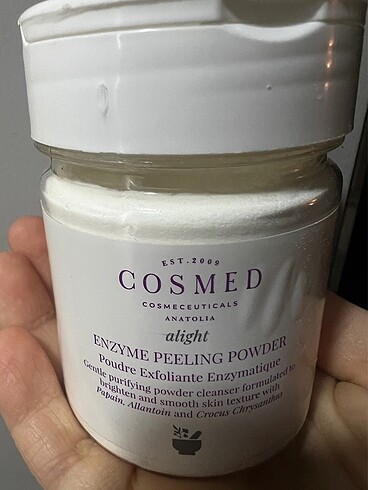 EST. 2009
COSMED
COSMECEUTICALS
ANATOLIA
alight
ENZYME PEELING POWDER
Poudre Exfoliante Enzymatique
Gentle purifying powder cleanser formulated to
brighten and smooth skin texture with
Papain, Allantoin and Crocus Chrysanthus